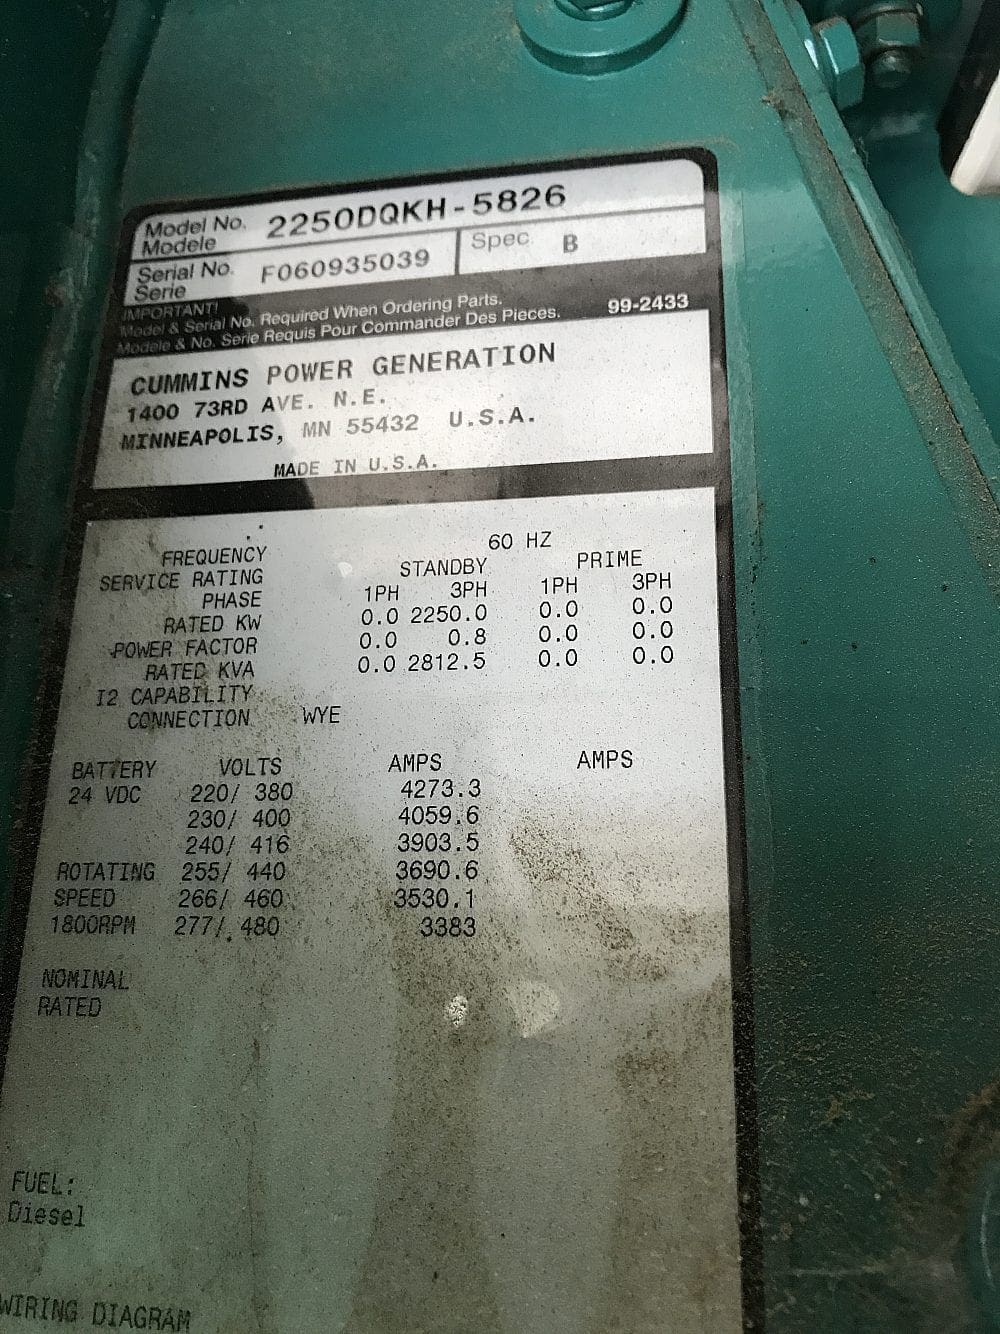 Model No. 2250DQKH-5826
Modele
Serial No. F060935039 Spec B
Serie
IMPORTANT!
Model & Serial No. Required When Ordering Parts. 99-2433
Modele & No. Serie Requis Pour Commander Des Pieces.
CUMMINS POWER GENERATION
1400 73RD AVE. N.E.
MINNEAPOLIS, MN 55432 U.S.A.
MADE IN U.S.A.
FREQUENCY 60 HZ
SERVICE RATING STANDBY PRIME
PHASE 1PH 3PH 1PH 3PH
RATED KW 0.0 2250.0 0.0 0.0
POWER FACTOR 0.0 0.8 0.0 0.0
RATED KVA 0.0 2812.5 0.0 0.0
I2 CAPABILITY
CONNECTION WYE
BATTERY VOLTS AMPS AMPS
24 VDC 220/ 380 4273.3
230/ 400 4059.6
240/ 416 3903.5
ROTATING 255/ 440 3690.6
SPEED 266/ 460 3530.1
1800RPM 277/ 480 3383
NOMINAL
RATED
FUEL:
Diesel
WIRING DIAGRAM